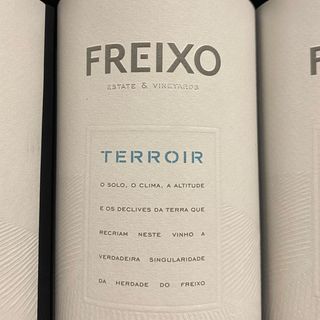 FREIXO
ESTATE & VINEYARDS
TERROIR
O SOLO, O CLIMA, A ALTITUDE
E OS DECLIVES DA TERRA QUE
RECRIAM NESTE VINHO A
VERDADEIRA SINGULARIDADE
DA HERDADE DO FREIXO
F